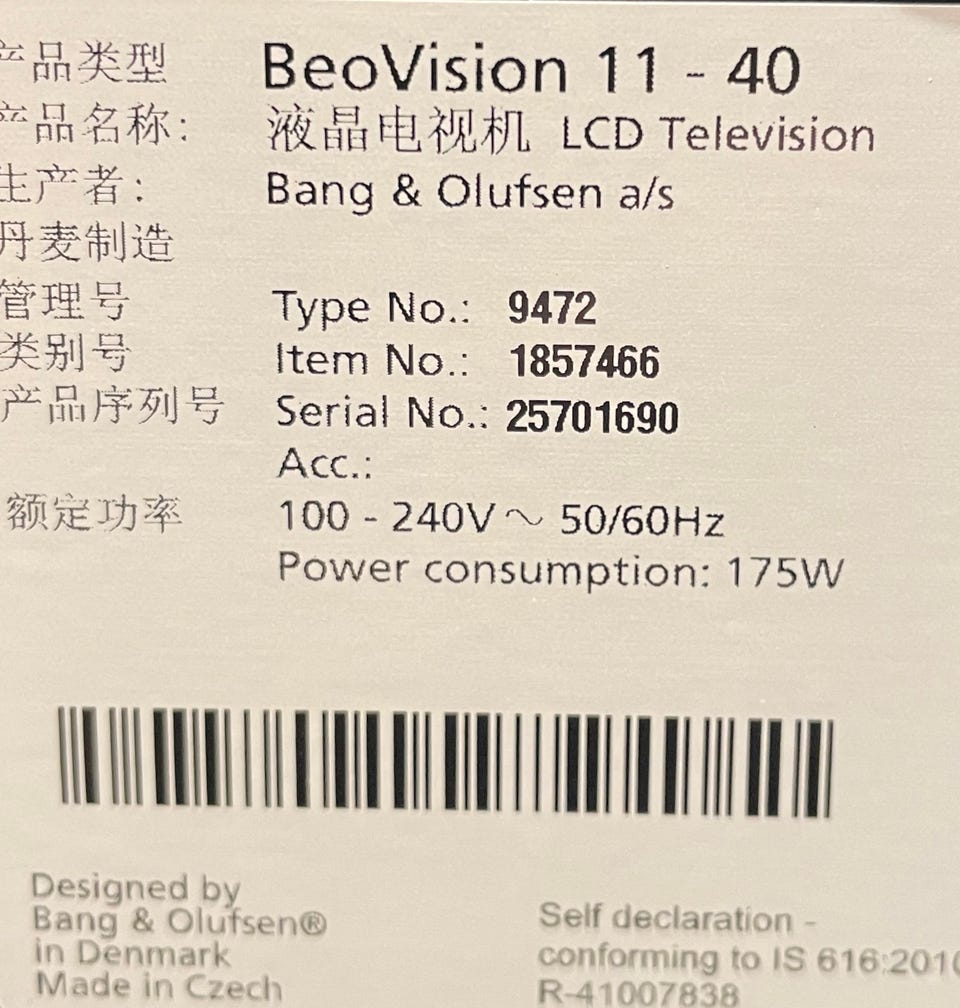 产品类型 BeoVision 11 - 40
产品名称: 液晶电视机 LCD Television
生产者: Bang & Olufsen a/s
丹麦制造
管理号 Type No.: 9472
类别号 Item No.: 1857466
产品序列号 Serial No.: 25701690
Acc.:
额定功率 100 - 240V ~ 50/60Hz
Power consumption: 175W
Designed by
Bang & Olufsen®
in Denmark
Made in Czech
Self declaration -
conforming to IS 616:2010
R-41007838